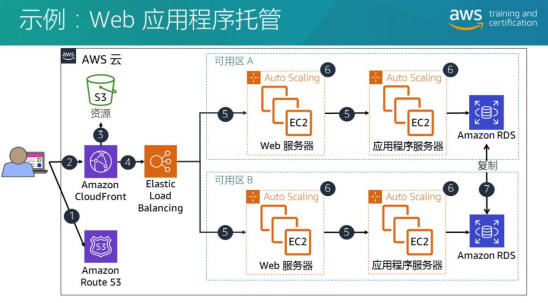 示例：Web 应用程序托管
aws training and certification
aws AWS 云
S3
资源
3
2
Amazon
CloudFront
4
Elastic
Load
Balancing
1
53
Amazon
Route 53
可用区 A
6
Auto Scaling
5
EC2
Web 服务器
6
Auto Scaling
5
EC2
应用程序服务器
Amazon RDS
复制
7
可用区 B
6
Auto Scaling
5
EC2
Web 服务器
6
Auto Scaling
5
EC2
应用程序服务器
Amazon RDS